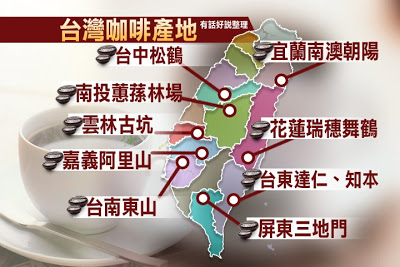 台灣咖啡產地
有話好說整理
台中松鶴
宜蘭南澳朝陽
南投蕙蓀林場
雲林古坑
花蓮瑞穗舞鶴
嘉義阿里山
台東達仁、知本
台南東山
屏東三地門